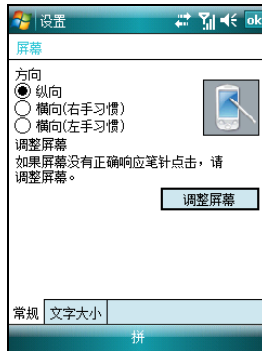 设置
ok
屏幕
方向
纵向
横向(右手习惯)
横向(左手习惯)
调整屏幕
如果屏幕没有正确响应笔针点击，请
调整屏幕。
调整屏幕
常规 文字大小
拼